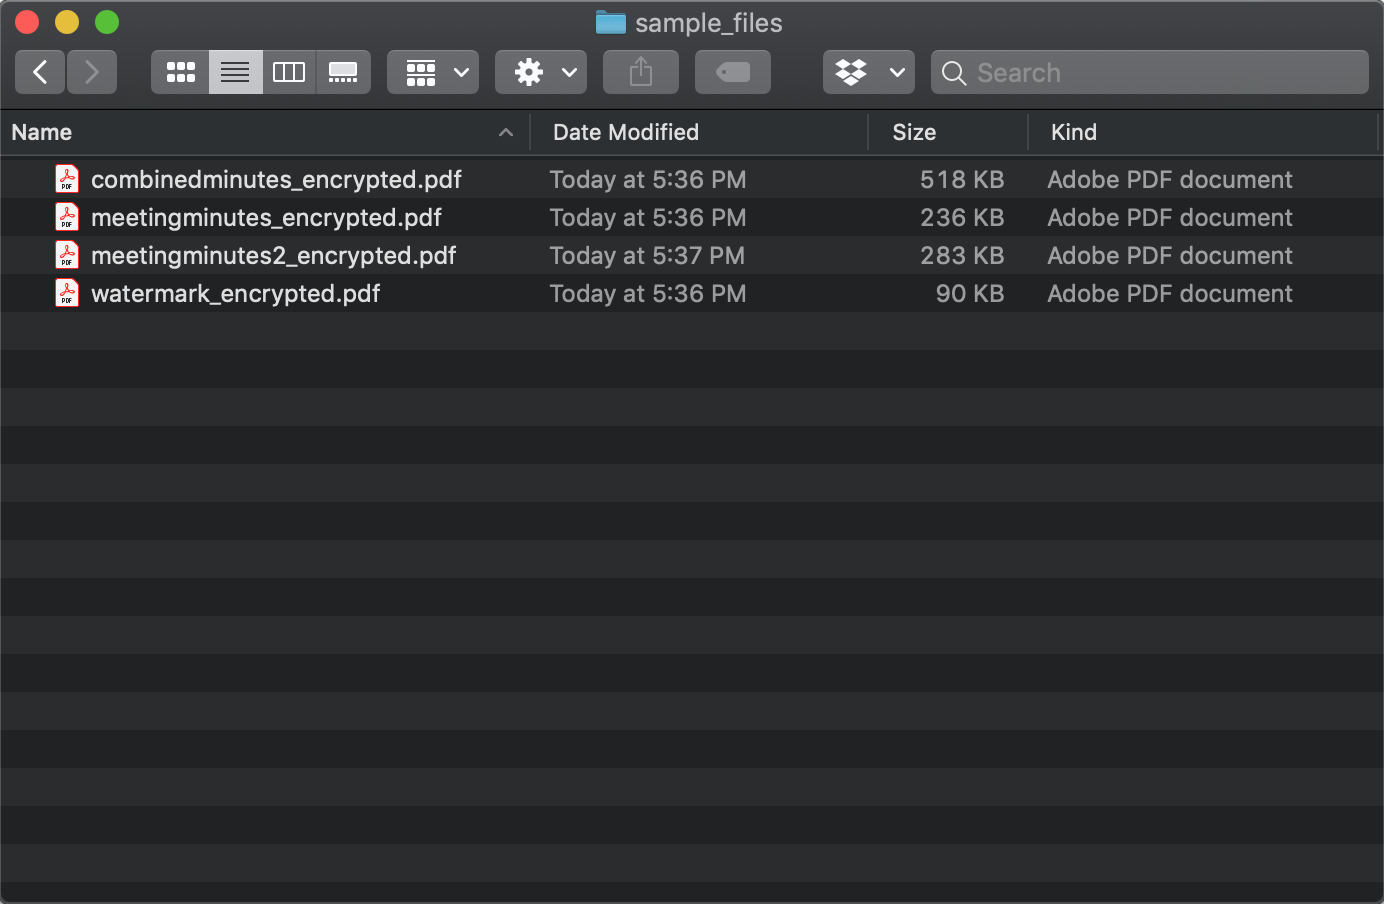 sample_files
Search
Name Date Modified Size Kind
combinedminutes_encrypted.pdf Today at 5:36 PM 518 KB Adobe PDF document
meetingminutes_encrypted.pdf Today at 5:36 PM 236 KB Adobe PDF document
meetingminutes2_encrypted.pdf Today at 5:37 PM 283 KB Adobe PDF document
watermark_encrypted.pdf Today at 5:36 PM 90 KB Adobe PDF document